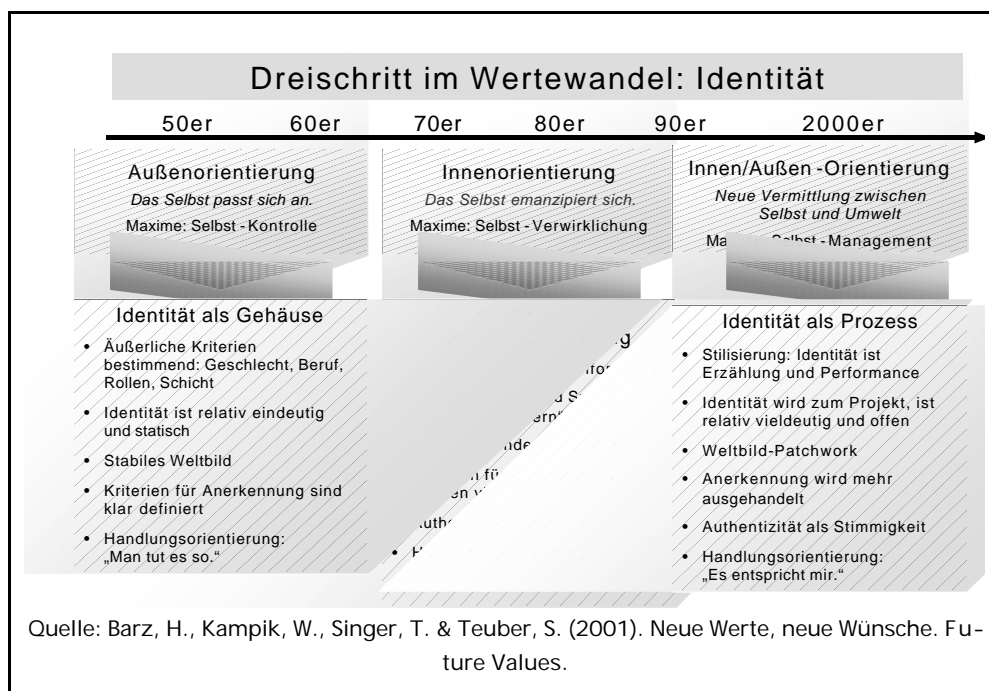 Dreischritt im Wertewandel: Identität
50er 60er 70er 80er 90er 2000er
Außenorientierung
Das Selbst passt sich an.
Maxime: Selbst - Kontrolle
Innenorientierung
Das Selbst emanzipiert sich.
Maxime: Selbst - Verwirklichung
Innen/Außen - Orientierung
Neue Vermittlung zwischen
Selbst und Umwelt
Selbst - Management
Identität als Gehäuse
• Äußerliche Kriterien
bestimmend: Geschlecht, Beruf,
Rollen, Schicht
• Identität ist relativ eindeutig
und statisch
• Stabiles Weltbild
• Kriterien für Anerkennung sind
klar definiert
• Handlungsorientierung:
„Man tut es so.“
Identität als Prozess
• Stilisierung: Identität ist
Erzählung und Performance
• Identität wird zum Projekt, ist
relativ vieldeutig und offen
• Weltbild-Patchwork
• Anerkennung wird mehr
ausgehandelt
• Authentizität als Stimmigkeit
• Handlungsorientierung:
„Es entspricht mir.“
Quelle: Barz, H., Kampik, W., Singer, T. & Teuber, S. (2001). Neue Werte, neue Wünsche. Fu-
ture Values.